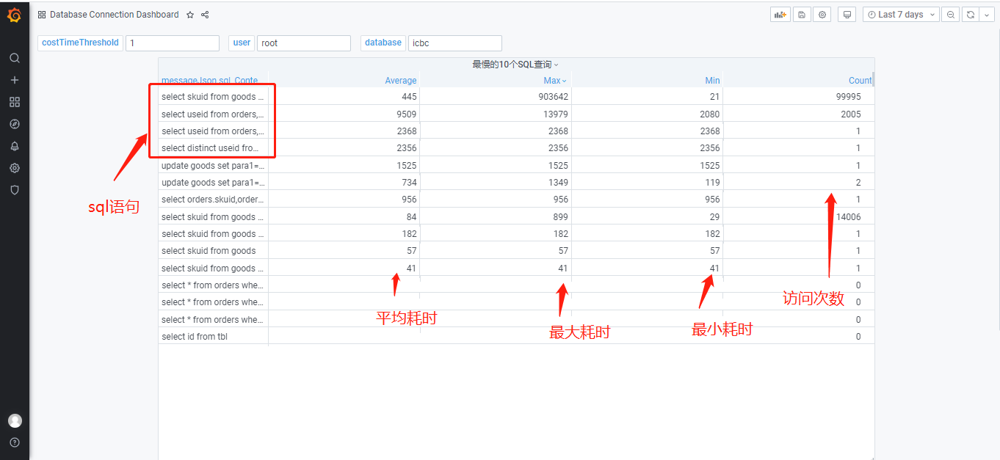 Database Connection Dashboard
Last 7 days
costTimeThreshold 1 user root database icbc
最慢的10个SQL查询
messageJson.sql_Conte Average Max Min Count
select skuid from goods ... 445 903642 21 99995
select useid from orders,... 9509 13979 2080 2005
select useid from orders,... 2368 2368 2368 1
select distinct useid fro... 2356 2356 2356 1
update goods set para1=... 1525 1525 1525 1
update goods set para1=... 734 1349 119 2
select orders.skuid,order... 956 956 956 1
select skuid from goods ... 84 899 29 14006
select skuid from goods ... 182 182 182 1
select skuid from goods 57 57 57 1
select skuid from goods ... 41 41 41 1
select * from orders whe... 0
select * from orders whe... 0
select * from orders whe... 0
select id from tbl 0
sql语句
平均耗时
最大耗时
最小耗时
访问次数